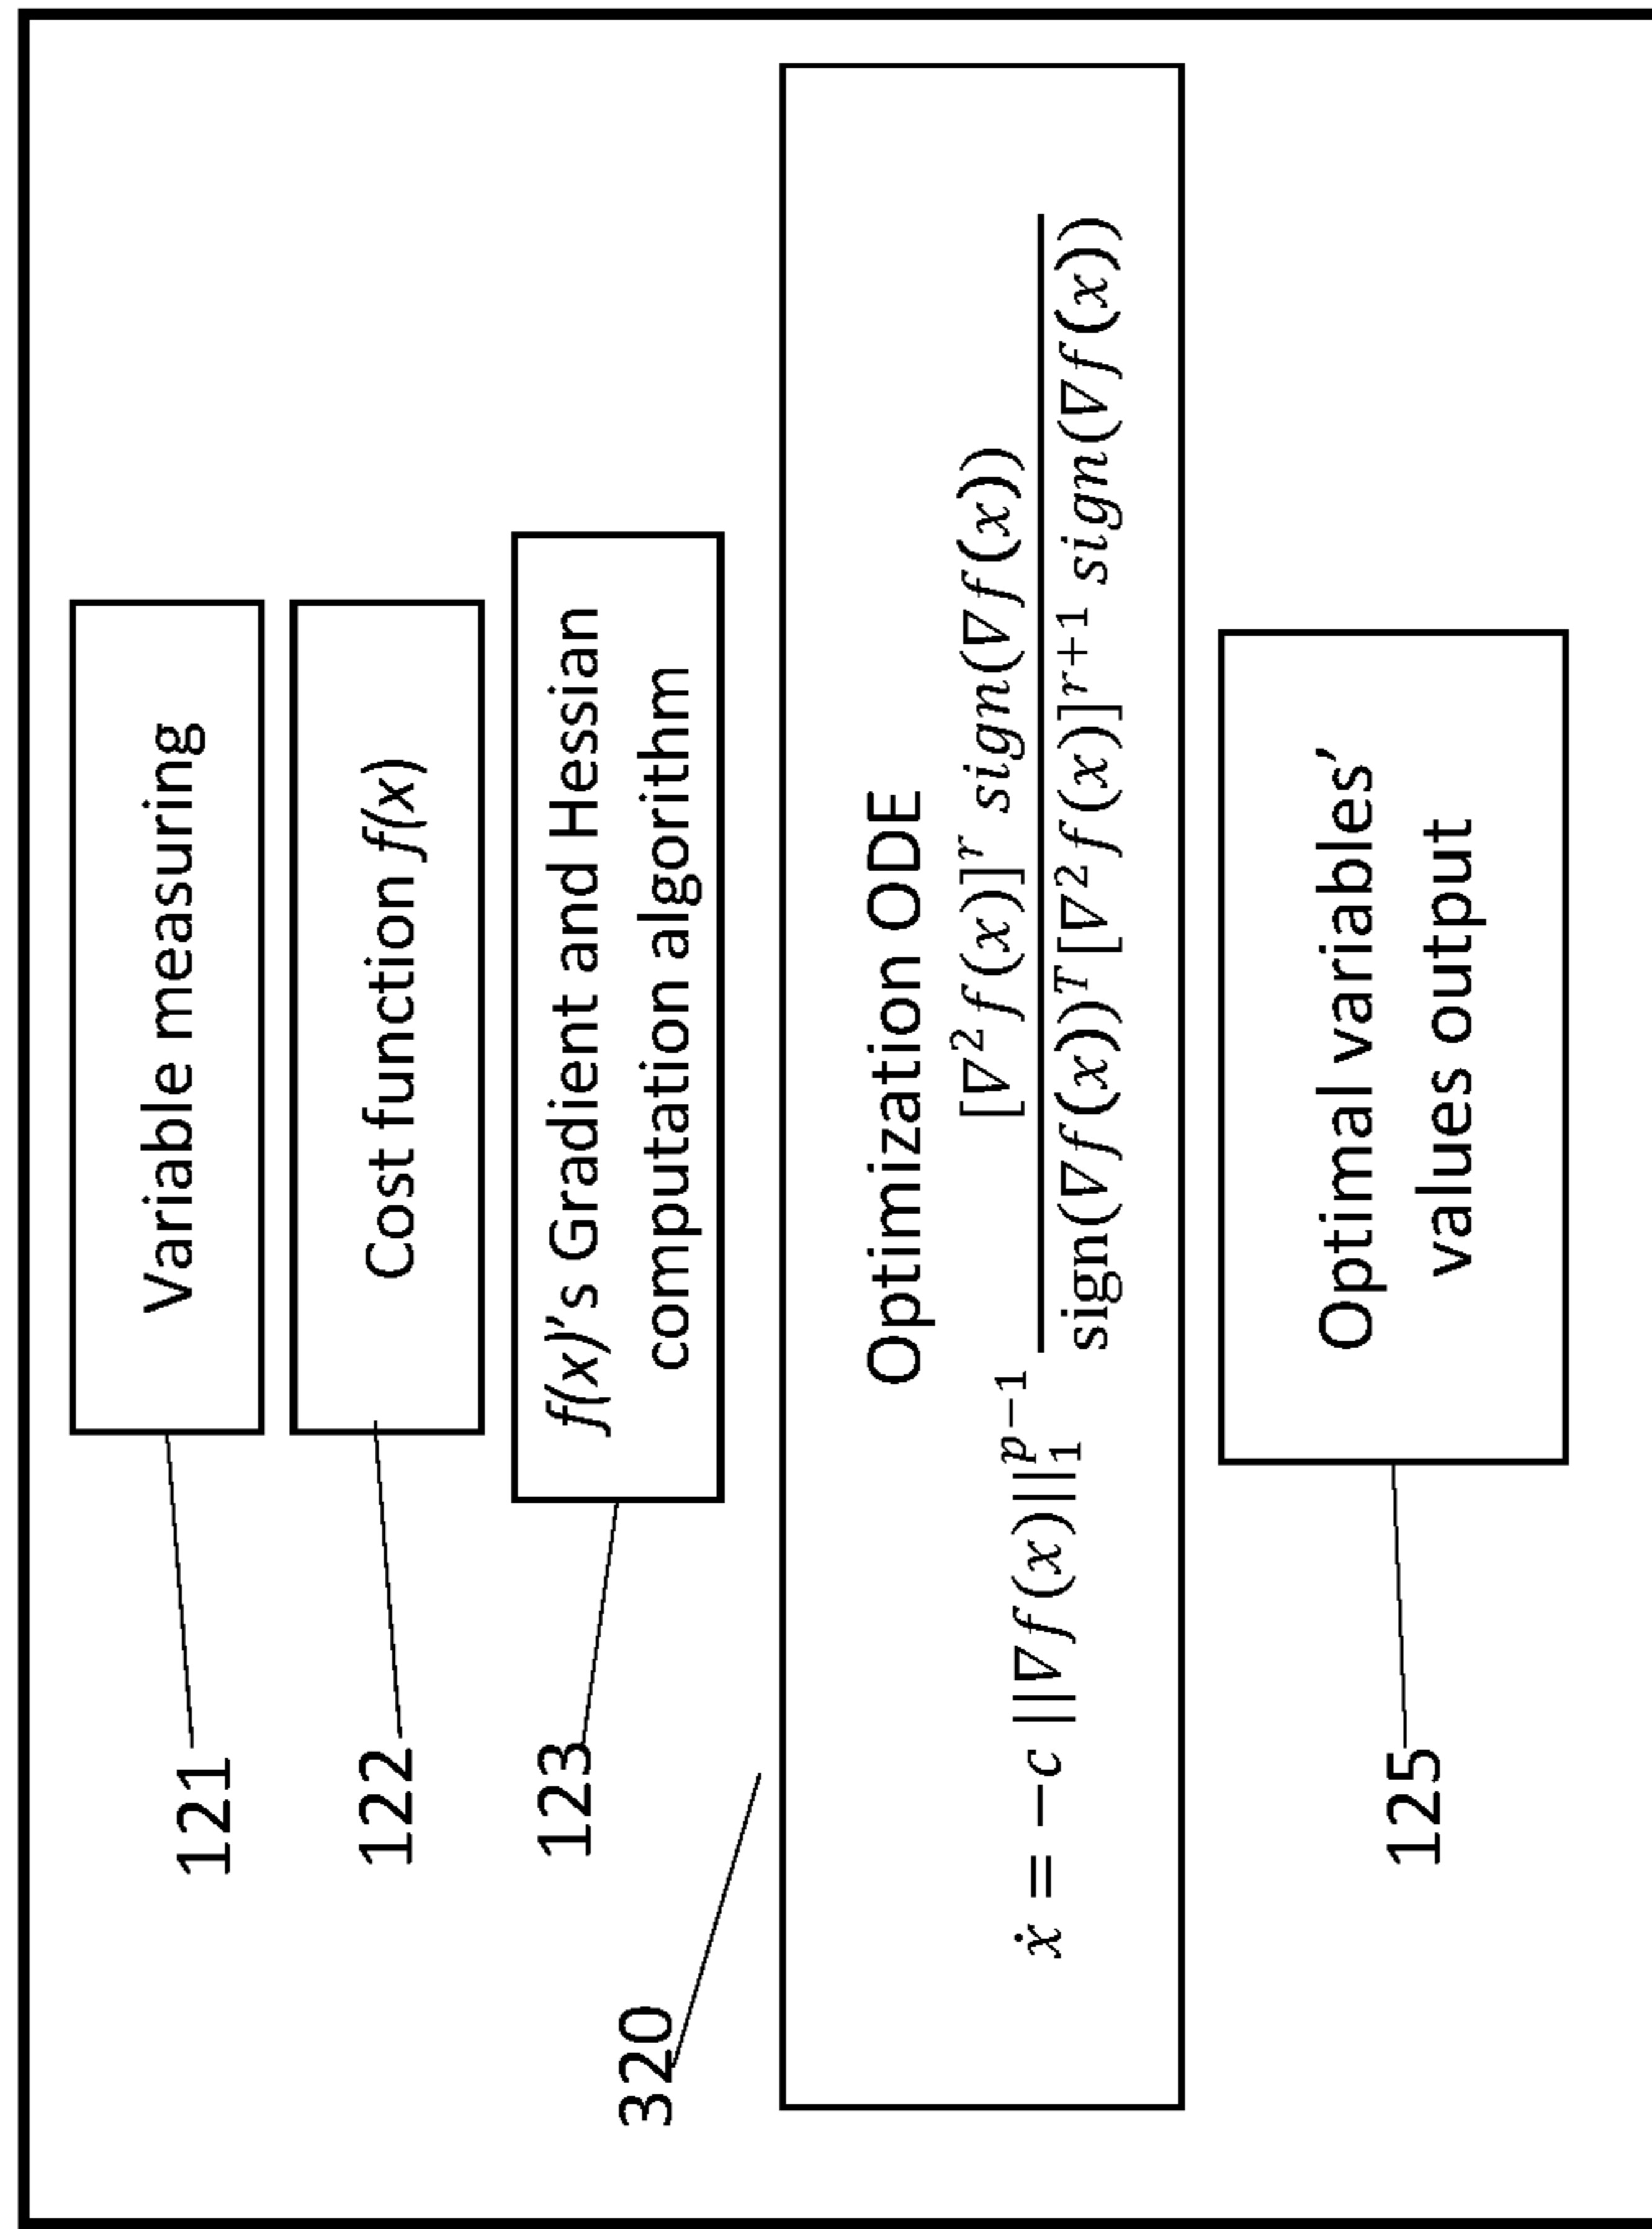 121
Variable measuring
122
Cost function f(x)
123
f(x)'s Gradient and Hessian
computation algorithm
320
Optimization ODE
ẋ = −c ||∇f(x)||₁^{p−1} [∇²f(x)]^r sign(∇f(x)) / sign(∇f(x))^T [∇²f(x)]^{r+1} sign(∇f(x))
125
Optimal variables’
values output